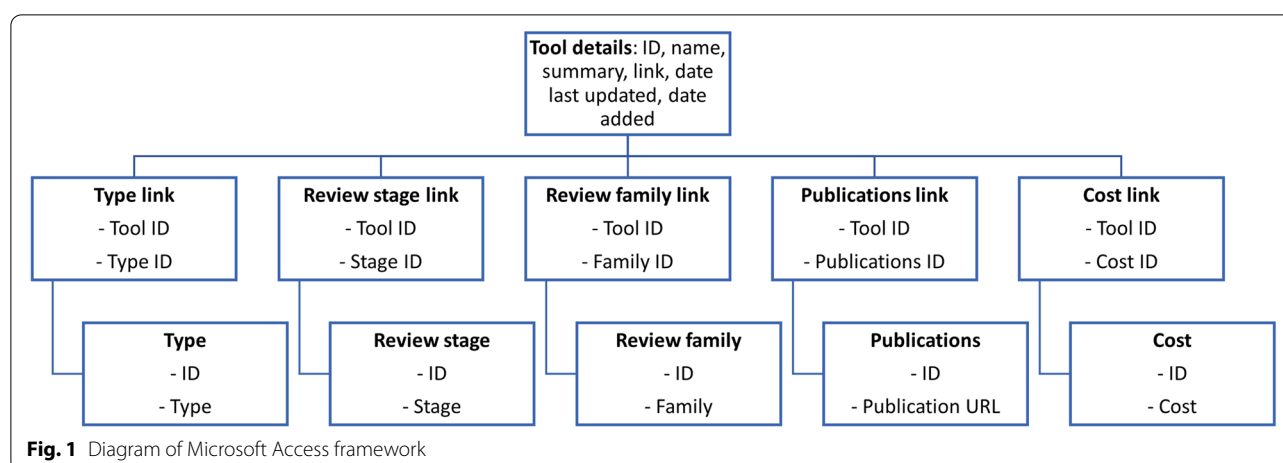 Tool details: ID, name,
summary, link, date
last updated, date
added
Type link
- Tool ID
- Type ID
Review stage link
- Tool ID
- Stage ID
Review family link
- Tool ID
- Family ID
Publications link
- Tool ID
- Publications ID
Cost link
- Tool ID
- Cost ID
Type
- ID
- Type
Review stage
- ID
- Stage
Review family
- ID
- Family
Publications
- ID
- Publication URL
Cost
- ID
- Cost
Fig. 1 Diagram of Microsoft Access framework